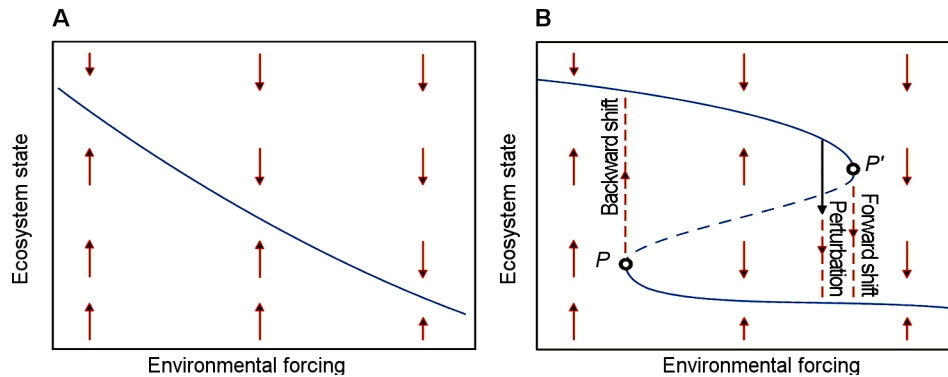 A
B
Ecosystem state
Environmental forcing
Ecosystem state
Backward shift
P
P'
Perturbation
Forward shift
Environmental forcing